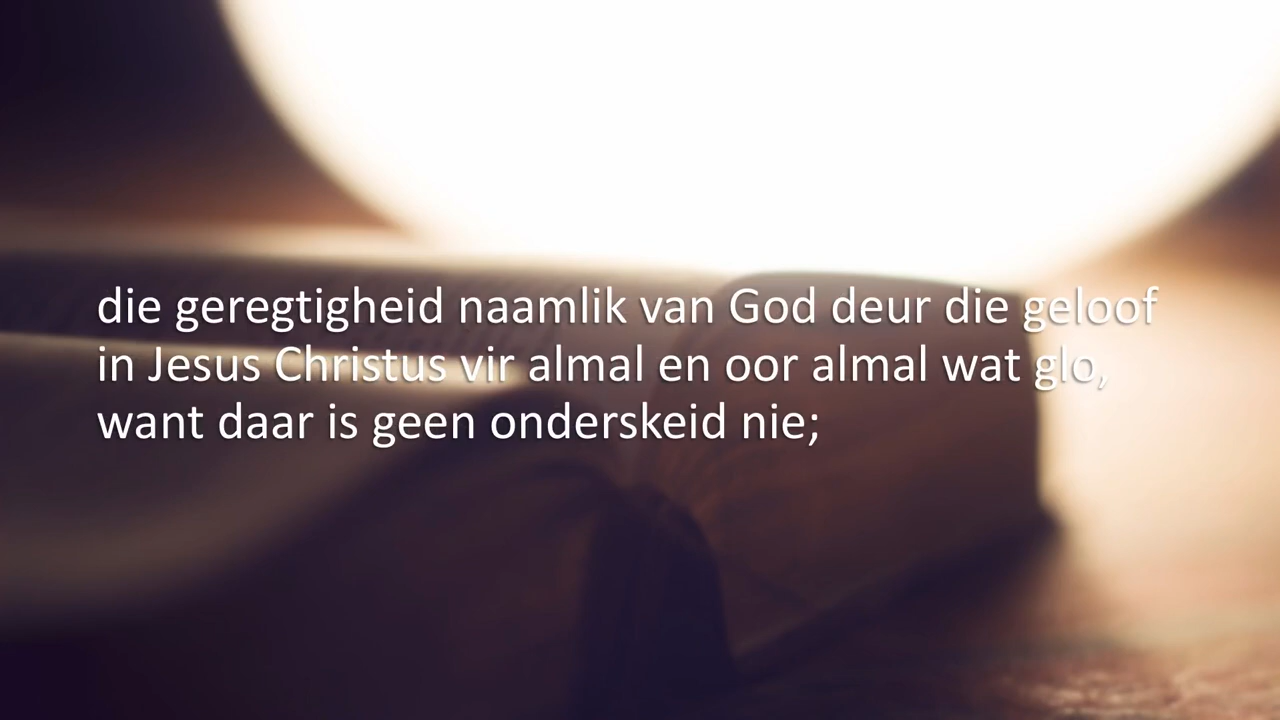 die geregtigheid naamlik van God deur die geloof
in Jesus Christus vir almal en oor almal wat glo,
want daar is geen onderskeid nie;